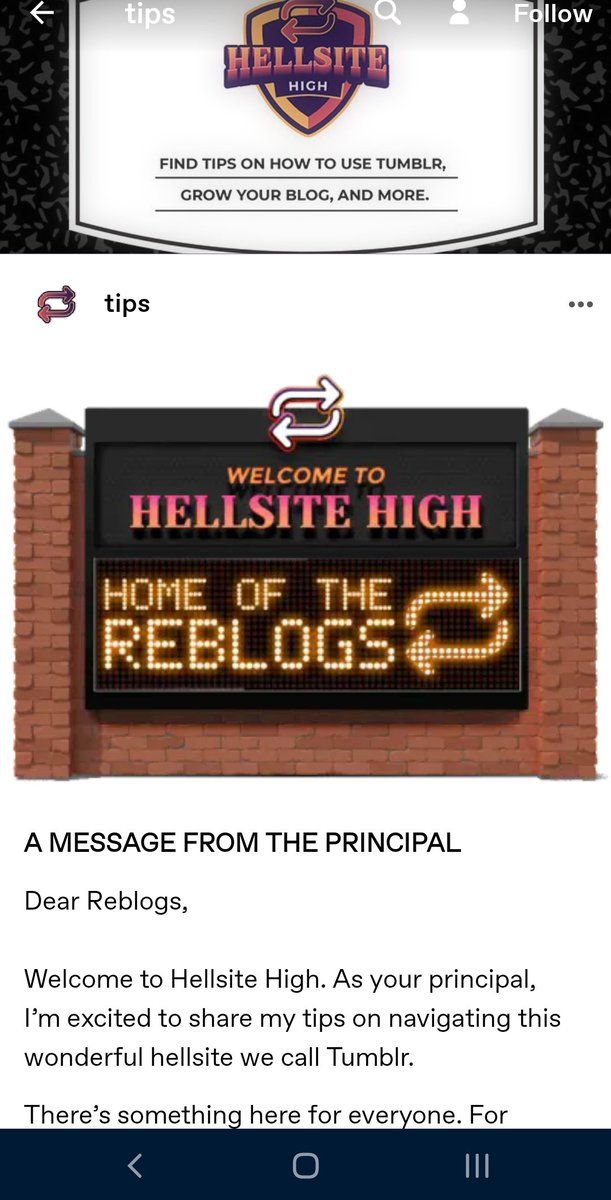 tips
Follow
HELLSITE
HIGH
FIND TIPS ON HOW TO USE TUMBLR,
GROW YOUR BLOG, AND MORE.
tips
WELCOME TO
HELLSITE HIGH
HOME OF THE
REBLOGS
A MESSAGE FROM THE PRINCIPAL
Dear Reblogs,
Welcome to Hellsite High. As your principal,
I’m excited to share my tips on navigating this
wonderful hellsite we call Tumblr.
There’s something here for everyone. For